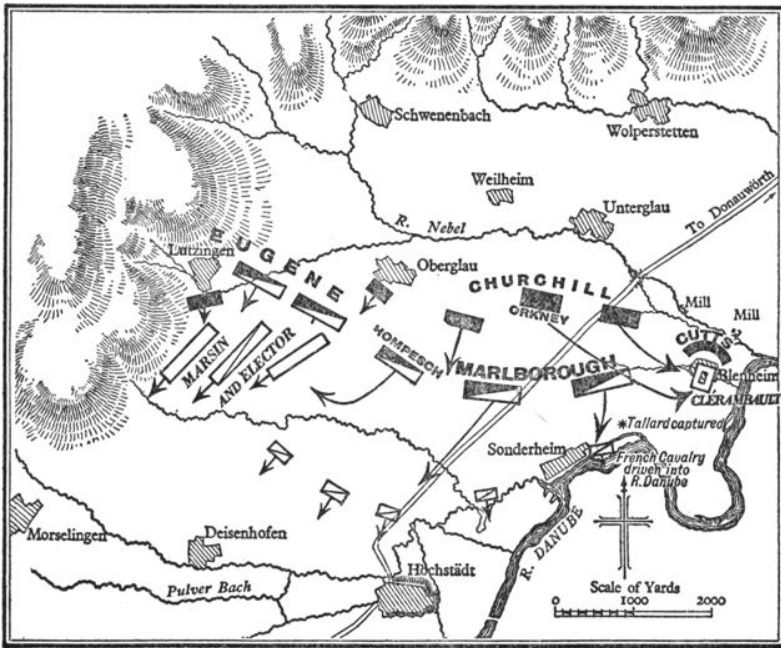 Schwenenbach
Wolperstetten
Weilheim
Unterglau
To Donauwörth
R. Nebel
Lutzingen
EUGENE
Oberglau
CHURCHILL
ORKNEY
Mill
Mill
CUTTS
HOMPESCH
MARSIN
AND ELECTOR
MARLBOROUGH
Blenheim
CLÉRAMBAULT
*Tallard captured
Sonderheim
French Cavalry
driven into
R. Danube
Morselingen
Deisenhofen
Höchstädt
R. DANUBE
Pulver Bach
Scale of Yards
0 1000 2000